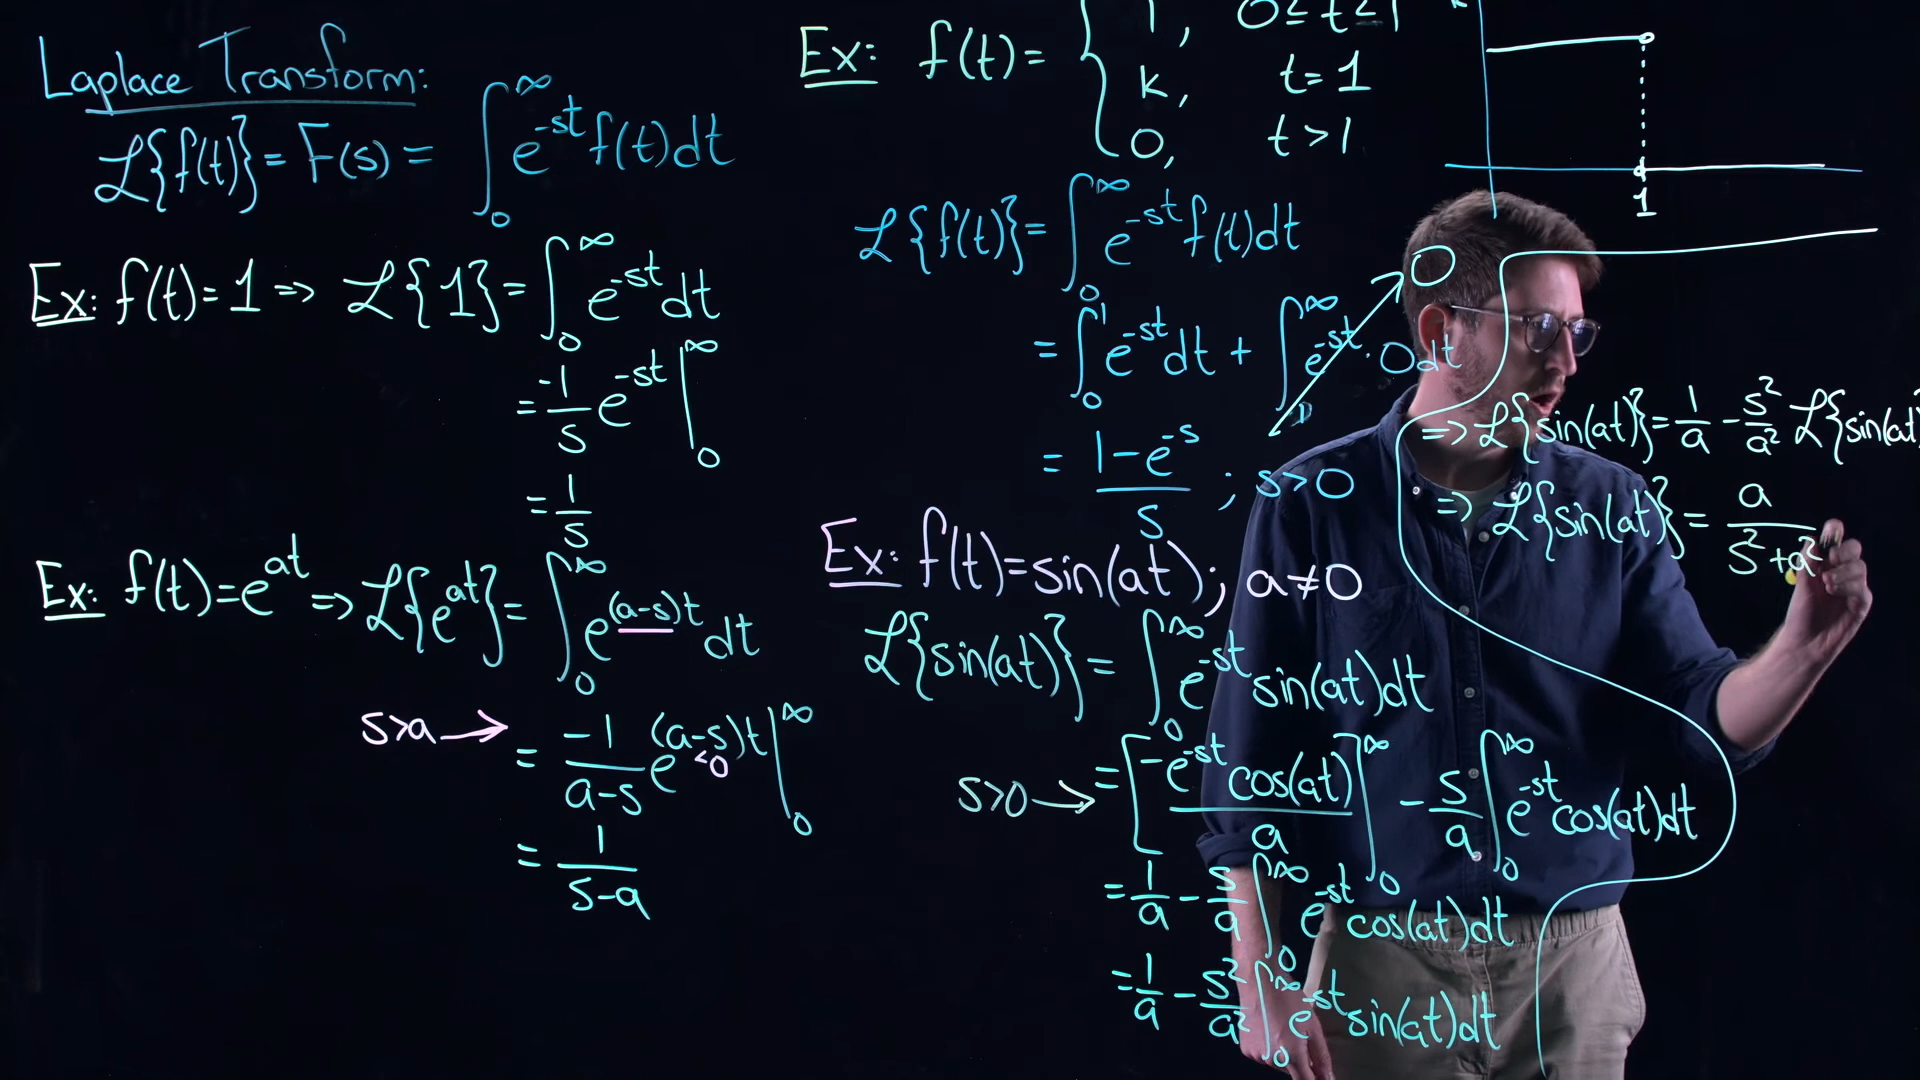 Laplace Transform:
ℒ{f(t)} = F(s) = ∫₀^∞ e^{-st} f(t)dt
Ex: f(t)=1 => ℒ{1} = ∫₀^∞ e^{-st} dt
= -1/s e^{-st} |₀^∞
= 1/s
Ex: f(t)=e^{at} => ℒ{e^{at}} = ∫₀^∞ e^{(a-s)t} dt
s>a → = -1/(a-s) e^{(a-s)t} |₀^∞
<0
= 1/(s-a)
Ex: f(t)= { 1, 0≤t≤1
k, t=1
0, t>1
k
1
ℒ{f(t)} = ∫₀^∞ e^{-st} f(t)dt
0
= ∫₀^1 e^{-st} dt + ∫₁^∞ e^{-st}·0dt
= (1-e^{-s})/s ; s>0
Ex: f(t)=sin(at); a≠0
ℒ{sin(at)} = ∫₀^∞ e^{-st} sin(at)dt
s>0 → = [-e^{-st} cos(at)/a]₀^∞ - s/a ∫₀^∞ e^{-st} cos(at)dt
= 1/a - s/a ∫₀^∞ e^{-st} cos(at)dt
= 1/a - s²/a² ∫₀^∞ e^{-st} sin(at)dt
=> ℒ{sin(at)} = 1/a - s²/a² ℒ{sin(at)
=> ℒ{sin(at)} = a/(s²+a²)